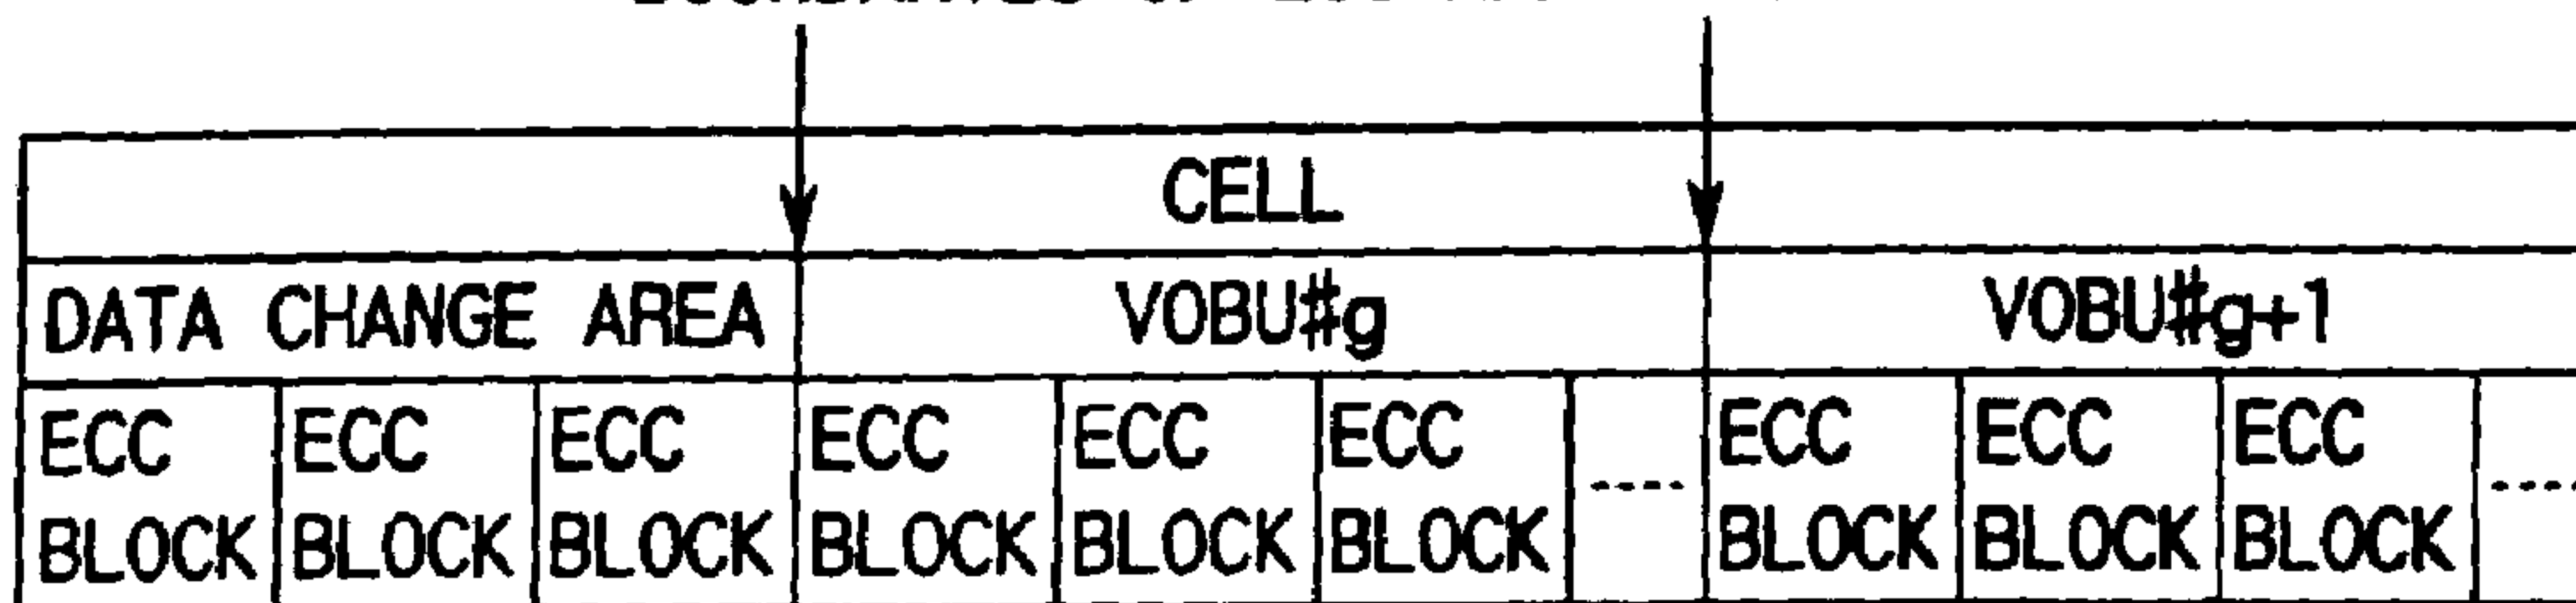 CELL
DATA CHANGE AREA VOBU#g VOBU#g+1
ECC ECC ECC ECC ECC ECC ECC ECC ECC
BLOCK BLOCK BLOCK BLOCK BLOCK BLOCK ---- BLOCK BLOCK BLOCK ----